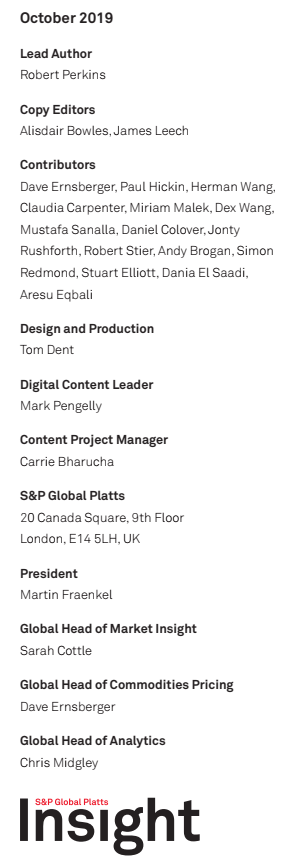 October 2019
Lead Author
Robert Perkins
Copy Editors
Alisdair Bowles, James Leech
Contributors
Dave Ernsberger, Paul Hickin, Herman Wang,
Claudia Carpenter, Miriam Malek, Dex Wang,
Mustafa Sanalla, Daniel Colover, Jonty
Rushforth, Robert Stier, Andy Brogan, Simon
Redmond, Stuart Elliott, Dania El Saadi,
Aresu Eqbali
Design and Production
Tom Dent
Digital Content Leader
Mark Pengelly
Content Project Manager
Carrie Bharucha
S&P Global Platts
20 Canada Square, 9th Floor
London, E14 5LH, UK
President
Martin Fraenkel
Global Head of Market Insight
Sarah Cottle
Global Head of Commodities Pricing
Dave Ernsberger
Global Head of Analytics
Chris Midgley
S&P Global Platts
Insight